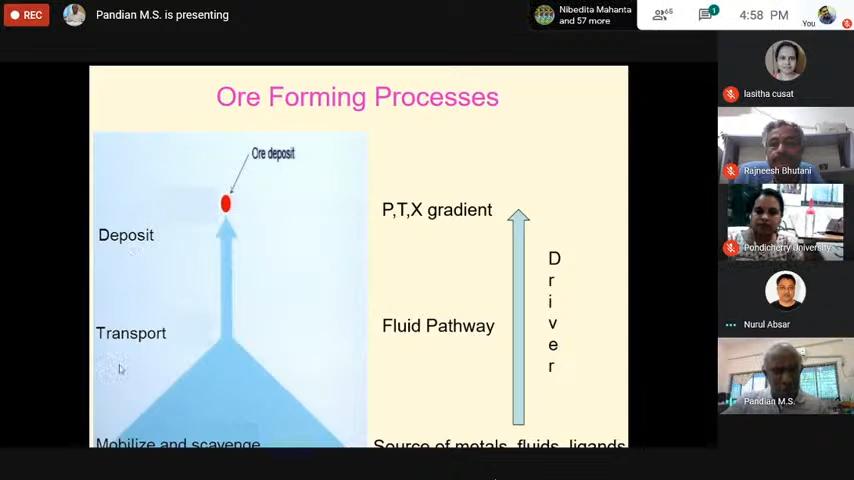 REC
Pandian M.S. is presenting
Nibedita Mahanta
and 57 more
65
1
4:58 PM
You
Ore Forming Processes
Ore deposit
Deposit
Transport
Mobilize and scavenge
P,T,X gradient
Fluid Pathway
Source of metals, fluids, ligands
D
r
i
v
e
r
lasitha cusat
Rajneesh Bhutani
Pondicherry University
Nurul Absar
Pandian M.S.